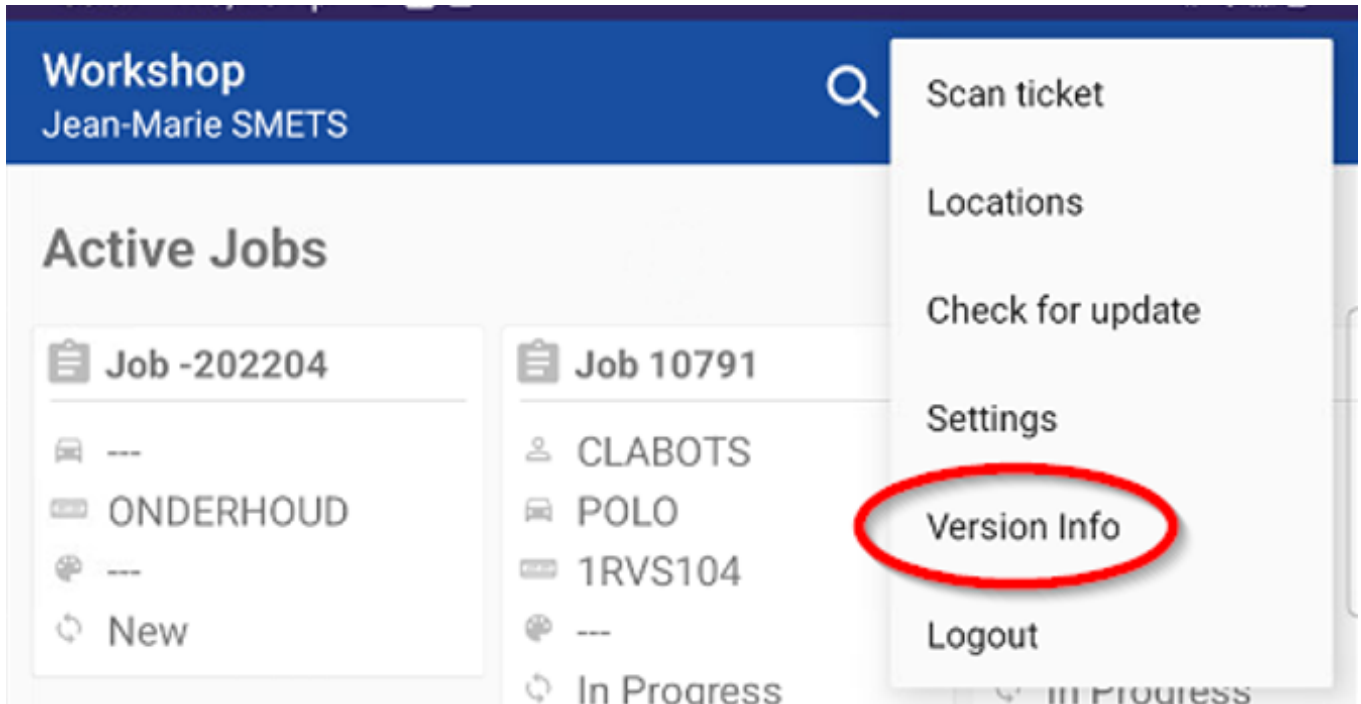 Workshop
Jean-Marie SMETS
Active Jobs
Job -202204
---
ONDERHOUD
---
New
Job 10791
CLABOTS
POLO
1RVS104
---
In Progress
In Progress
Scan ticket
Locations
Check for update
Settings
Version Info
Logout